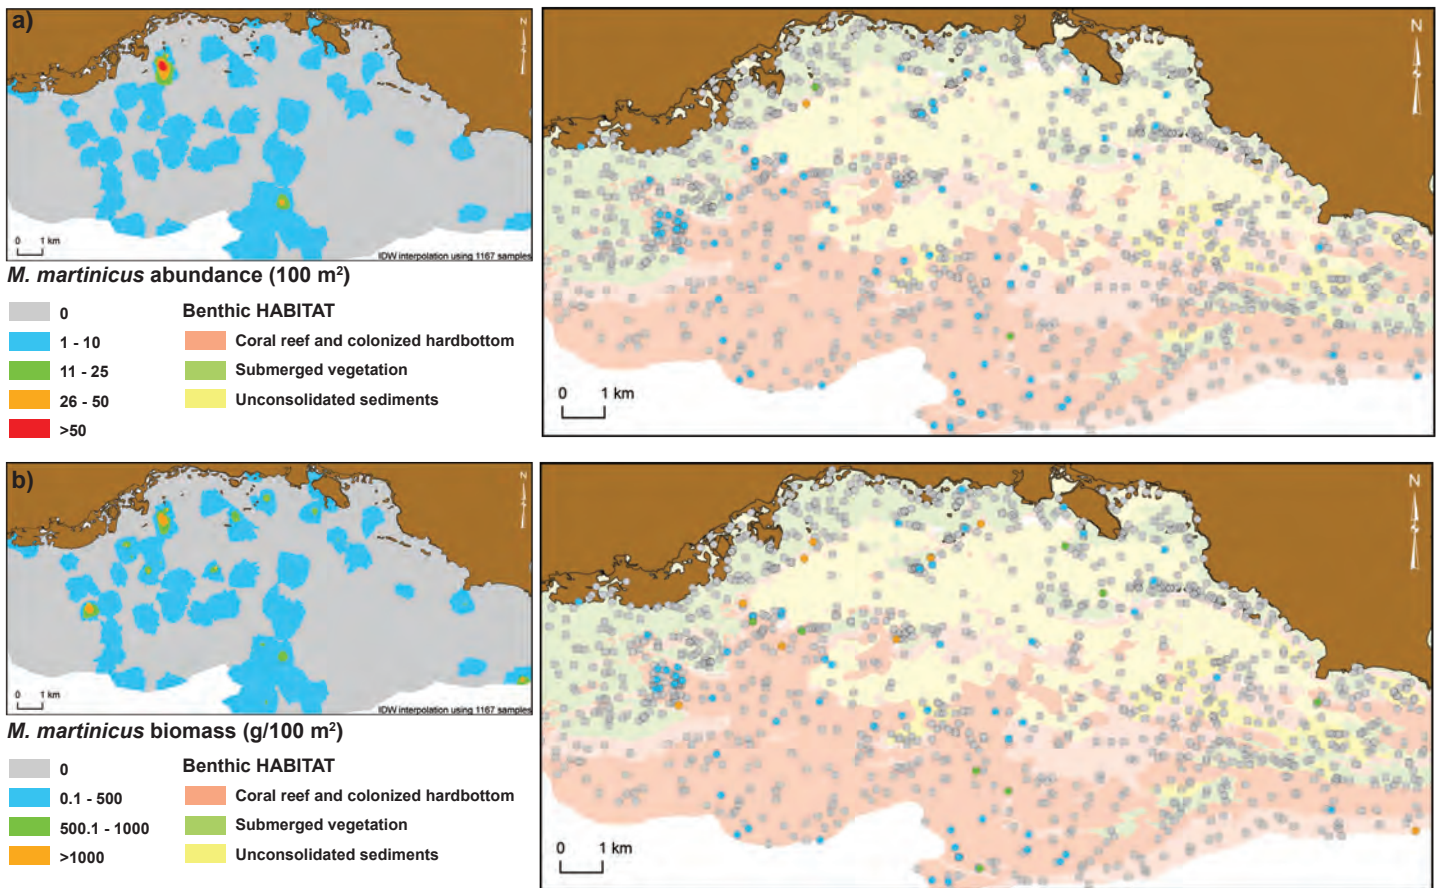 a)
N
0 1 km
IDW interpolation using 1167 samples
N
0 1 km
M. martinicus abundance (100 m²)
0
1 - 10
11 - 25
26 - 50
>50
Benthic HABITAT
Coral reef and colonized hardbottom
Submerged vegetation
Unconsolidated sediments
b)
N
0 1 km
IDW interpolation using 1167 samples
N
0 1 km
M. martinicus biomass (g/100 m²)
0
0.1 - 500
500.1 - 1000
>1000
Benthic HABITAT
Coral reef and colonized hardbottom
Submerged vegetation
Unconsolidated sediments